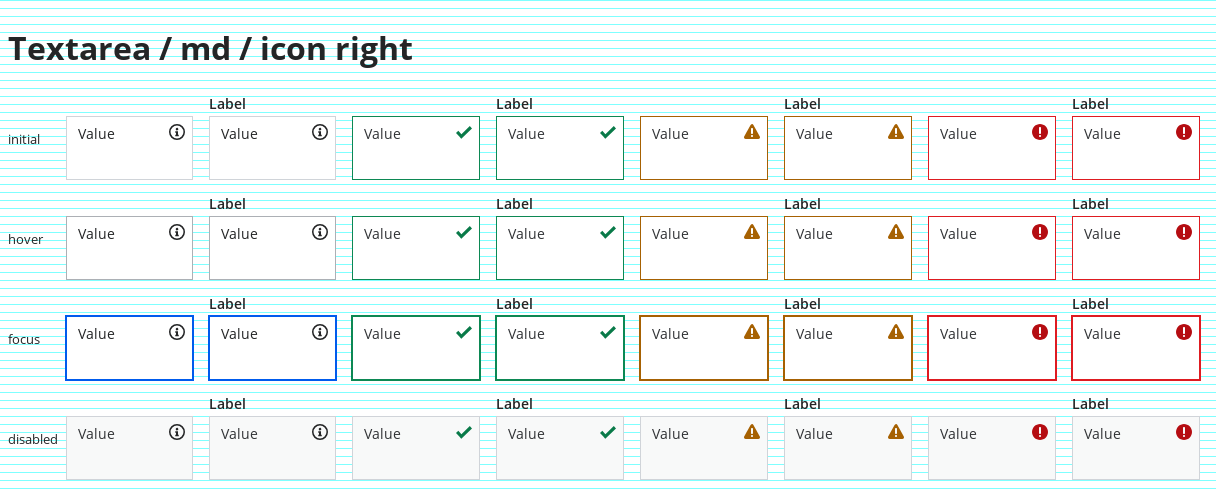 Textarea / md / icon right
Label Label Label Label
initial Value Value Value Value Value Value Value Value
Label Label Label Label
hover Value Value Value Value Value Value Value Value
Label Label Label Label
focus Value Value Value Value Value Value Value Value
Label Label Label Label
disabled Value Value Value Value Value Value Value Value